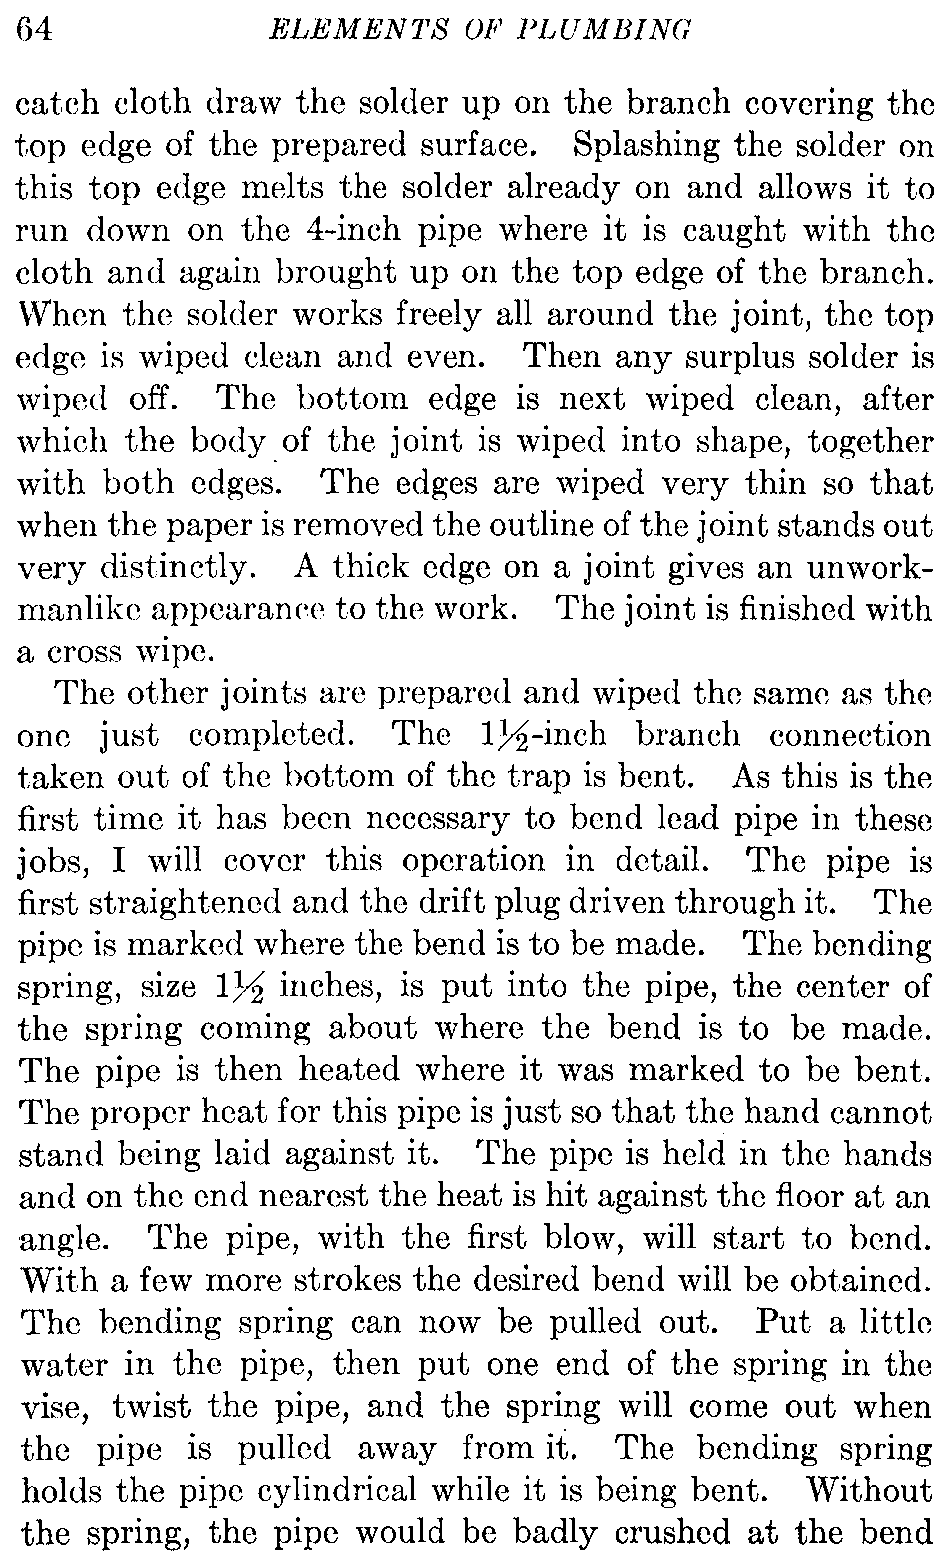 64 ELEMENTS OF PLUMBING
catch cloth draw the solder up on the branch covering the
top edge of the prepared surface. Splashing the solder on
this top edge melts the solder already on and allows it to
run down on the 4-inch pipe where it is caught with the
cloth and again brought up on the top edge of the branch.
When the solder works freely all around the joint, the top
edge is wiped clean and even. Then any surplus solder is
wiped off. The bottom edge is next wiped clean, after
which the body of the joint is wiped into shape, together
with both edges. The edges are wiped very thin so that
when the paper is removed the outline of the joint stands out
very distinctly. A thick edge on a joint gives an unwork-
manlike appearance to the work. The joint is finished with
a cross wipe.
The other joints are prepared and wiped the same as the
one just completed. The 1½-inch branch connection
taken out of the bottom of the trap is bent. As this is the
first time it has been necessary to bend lead pipe in these
jobs, I will cover this operation in detail. The pipe is
first straightened and the drift plug driven through it. The
pipe is marked where the bend is to be made. The bending
spring, size 1½ inches, is put into the pipe, the center of
the spring coming about where the bend is to be made.
The pipe is then heated where it was marked to be bent.
The proper heat for this pipe is just so that the hand cannot
stand being laid against it. The pipe is held in the hands
and on the end nearest the heat is hit against the floor at an
angle. The pipe, with the first blow, will start to bend.
With a few more strokes the desired bend will be obtained.
The bending spring can now be pulled out. Put a little
water in the pipe, then put one end of the spring in the
vise, twist the pipe, and the spring will come out when
the pipe is pulled away from it. The bending spring
holds the pipe cylindrical while it is being bent. Without
the spring, the pipe would be badly crushed at the bend